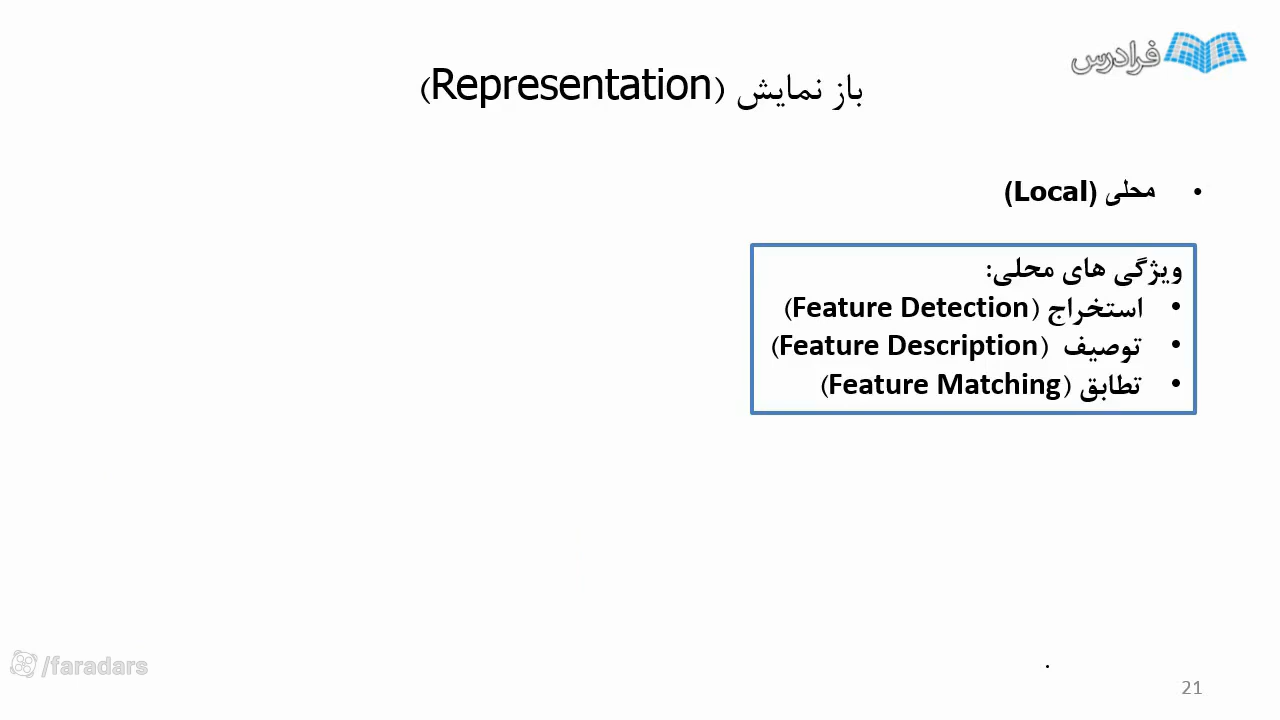 فرادرس
باز نمایش (Representation)
• محلی (Local)
ویژگی های محلی:
• استخراج (Feature Detection)
• توصیف (Feature Description)
• تطابق (Feature Matching)
/faradars
21